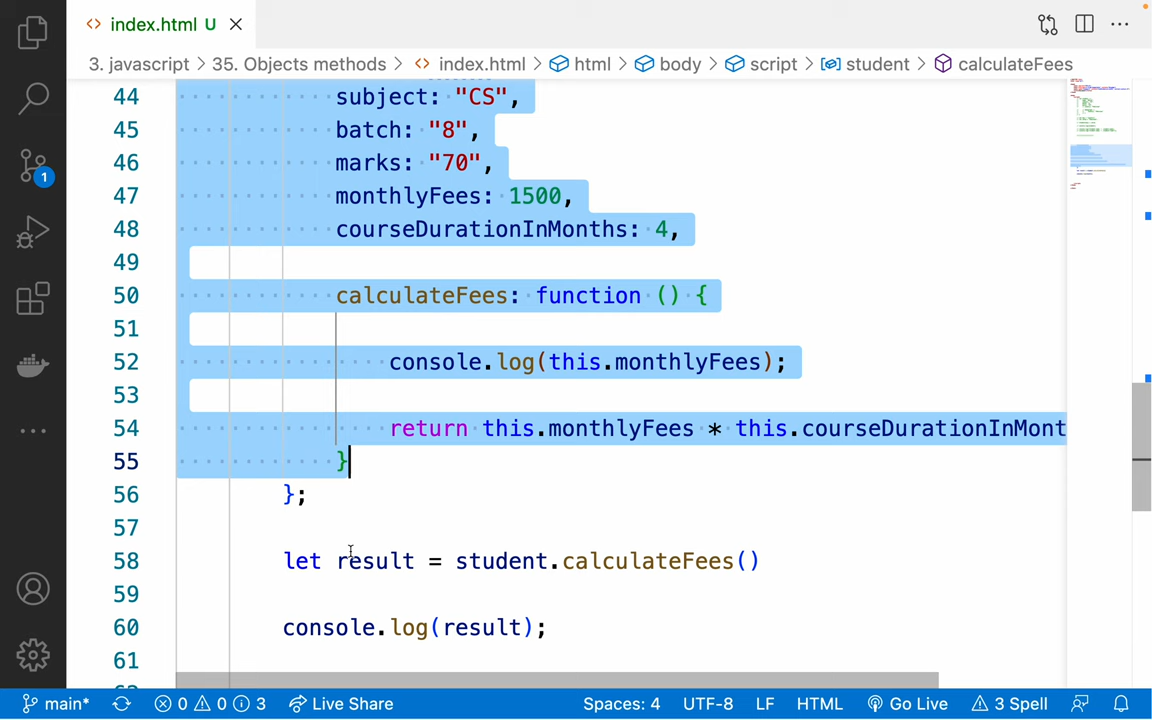 index.html U
3. javascript > 35. Objects methods > index.html > html > body > script > student > calculateFees
44 subject: "CS",
45 batch: "8",
46 marks: "70",
47 monthlyFees: 1500,
48 courseDurationInMonths: 4,
49
50 calculateFees: function () {
51
52 console.log(this.monthlyFees);
53
54 return this.monthlyFees * this.courseDurationInMont
55 }
56 };
57
58 let result = student.calculateFees()
59
60 console.log(result);
61
1
main* 0 0 3 Live Share Spaces: 4 UTF-8 LF HTML Go Live 3 Spell